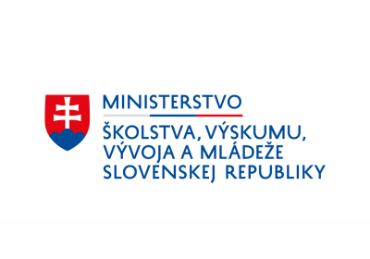 MINISTERSTVO
ŠKOLSTVA, VÝSKUMU,
VÝVOJA A MLÁDEŽE
SLOVENSKEJ REPUBLIKY